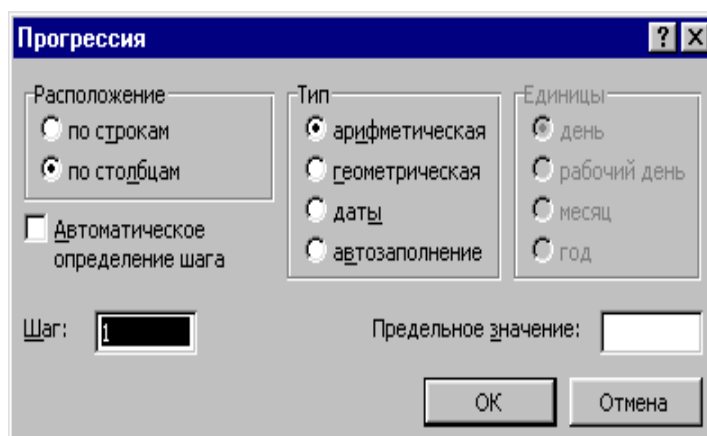 Прогрессия
Расположение
по строкам
по столбцам
Автоматическое
определение шага
Тип
арифметическая
геометрическая
даты
автозаполнение
Единицы
день
рабочий день
месяц
год
Шаг: 1
Предельное значение:
ОК
Отмена